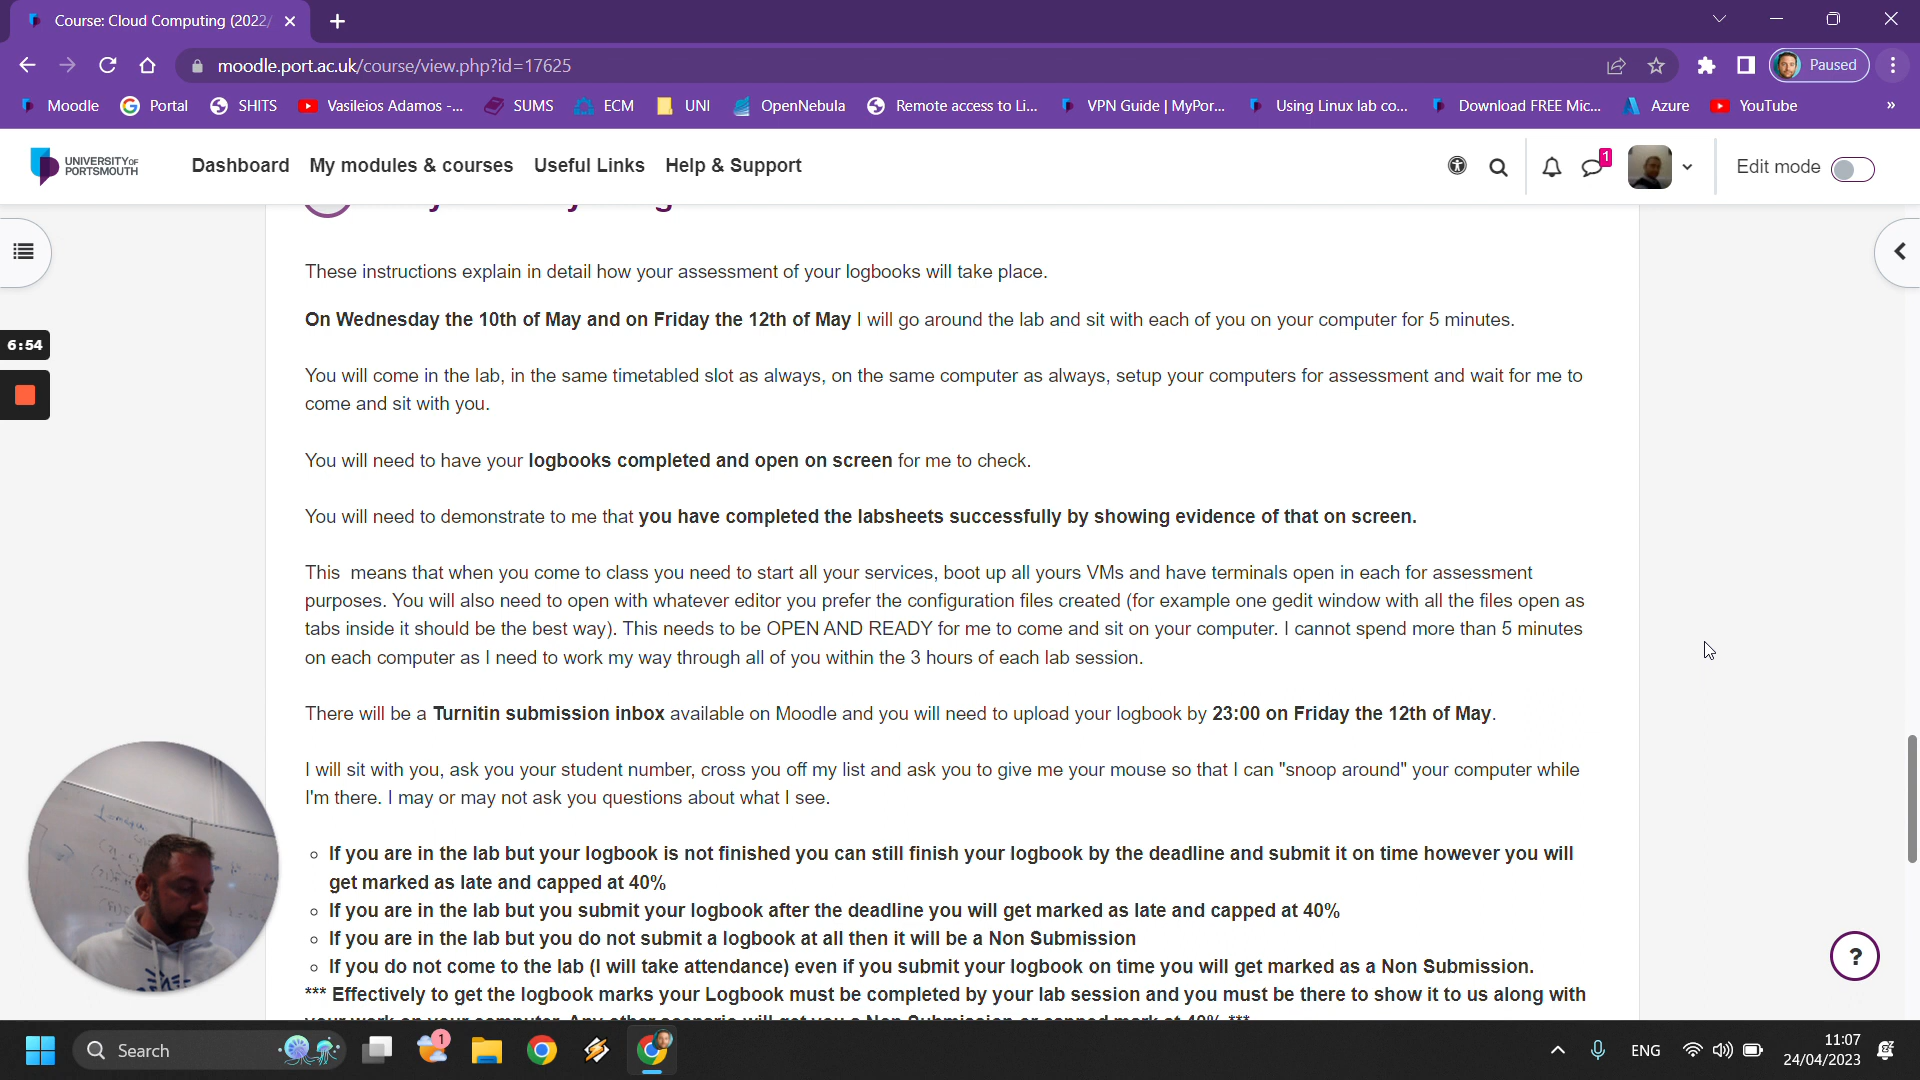 Course: Cloud Computing (2022/
moodle.port.ac.uk/course/view.php?id=17625
Paused
Moodle Portal SHITS Vasileios Adamos -... SUMS ECM UNI OpenNebula Remote access to Li... VPN Guide | MyPor... Using Linux lab co... Download FREE Mic... Azure YouTube »
UNIVERSITY OF
PORTSMOUTH
Dashboard My modules & courses Useful Links Help & Support
1
Edit mode
These instructions explain in detail how your assessment of your logbooks will take place.
On Wednesday the 10th of May and on Friday the 12th of May I will go around the lab and sit with each of you on your computer for 5 minutes.
6:54
You will come in the lab, in the same timetabled slot as always, on the same computer as always, setup your computers for assessment and wait for me to
come and sit with you.
You will need to have your logbooks completed and open on screen for me to check.
You will need to demonstrate to me that you have completed the labsheets successfully by showing evidence of that on screen.
This  means that when you come to class you need to start all your services, boot up all yours VMs and have terminals open in each for assessment
purposes. You will also need to open with whatever editor you prefer the configuration files created (for example one gedit window with all the files open as
tabs inside it should be the best way). This needs to be OPEN AND READY for me to come and sit on your computer. I cannot spend more than 5 minutes
on each computer as I need to work my way through all of you within the 3 hours of each lab session.
There will be a Turnitin submission inbox available on Moodle and you will need to upload your logbook by 23:00 on Friday the 12th of May.
I will sit with you, ask you your student number, cross you off my list and ask you to give me your mouse so that I can "snoop around" your computer while
I'm there. I may or may not ask you questions about what I see.
If you are in the lab but your logbook is not finished you can still finish your logbook by the deadline and submit it on time however you will
get marked as late and capped at 40%
If you are in the lab but you submit your logbook after the deadline you will get marked as late and capped at 40%
If you are in the lab but you do not submit a logbook at all then it will be a Non Submission
If you do not come to the lab (I will take attendance) even if you submit your logbook on time you will get marked as a Non Submission.
*** Effectively to get the logbook marks your Logbook must be completed by your lab session and you must be there to show it to us along with
your work on your computer. Any other scenario will get you a Non Submission or capped mark at 40% ***
?
Search
1
ENG
11:07
24/04/2023